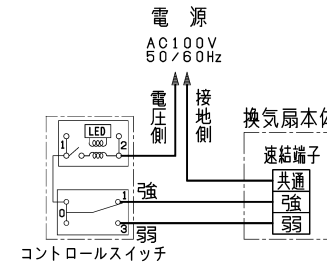 電源
AC100V
50/60Hz
電圧側
接地側
換気扇本体
速結端子
共通
強
弱
LED
1
2
強
1
0
3
弱
コントロールスイッチ